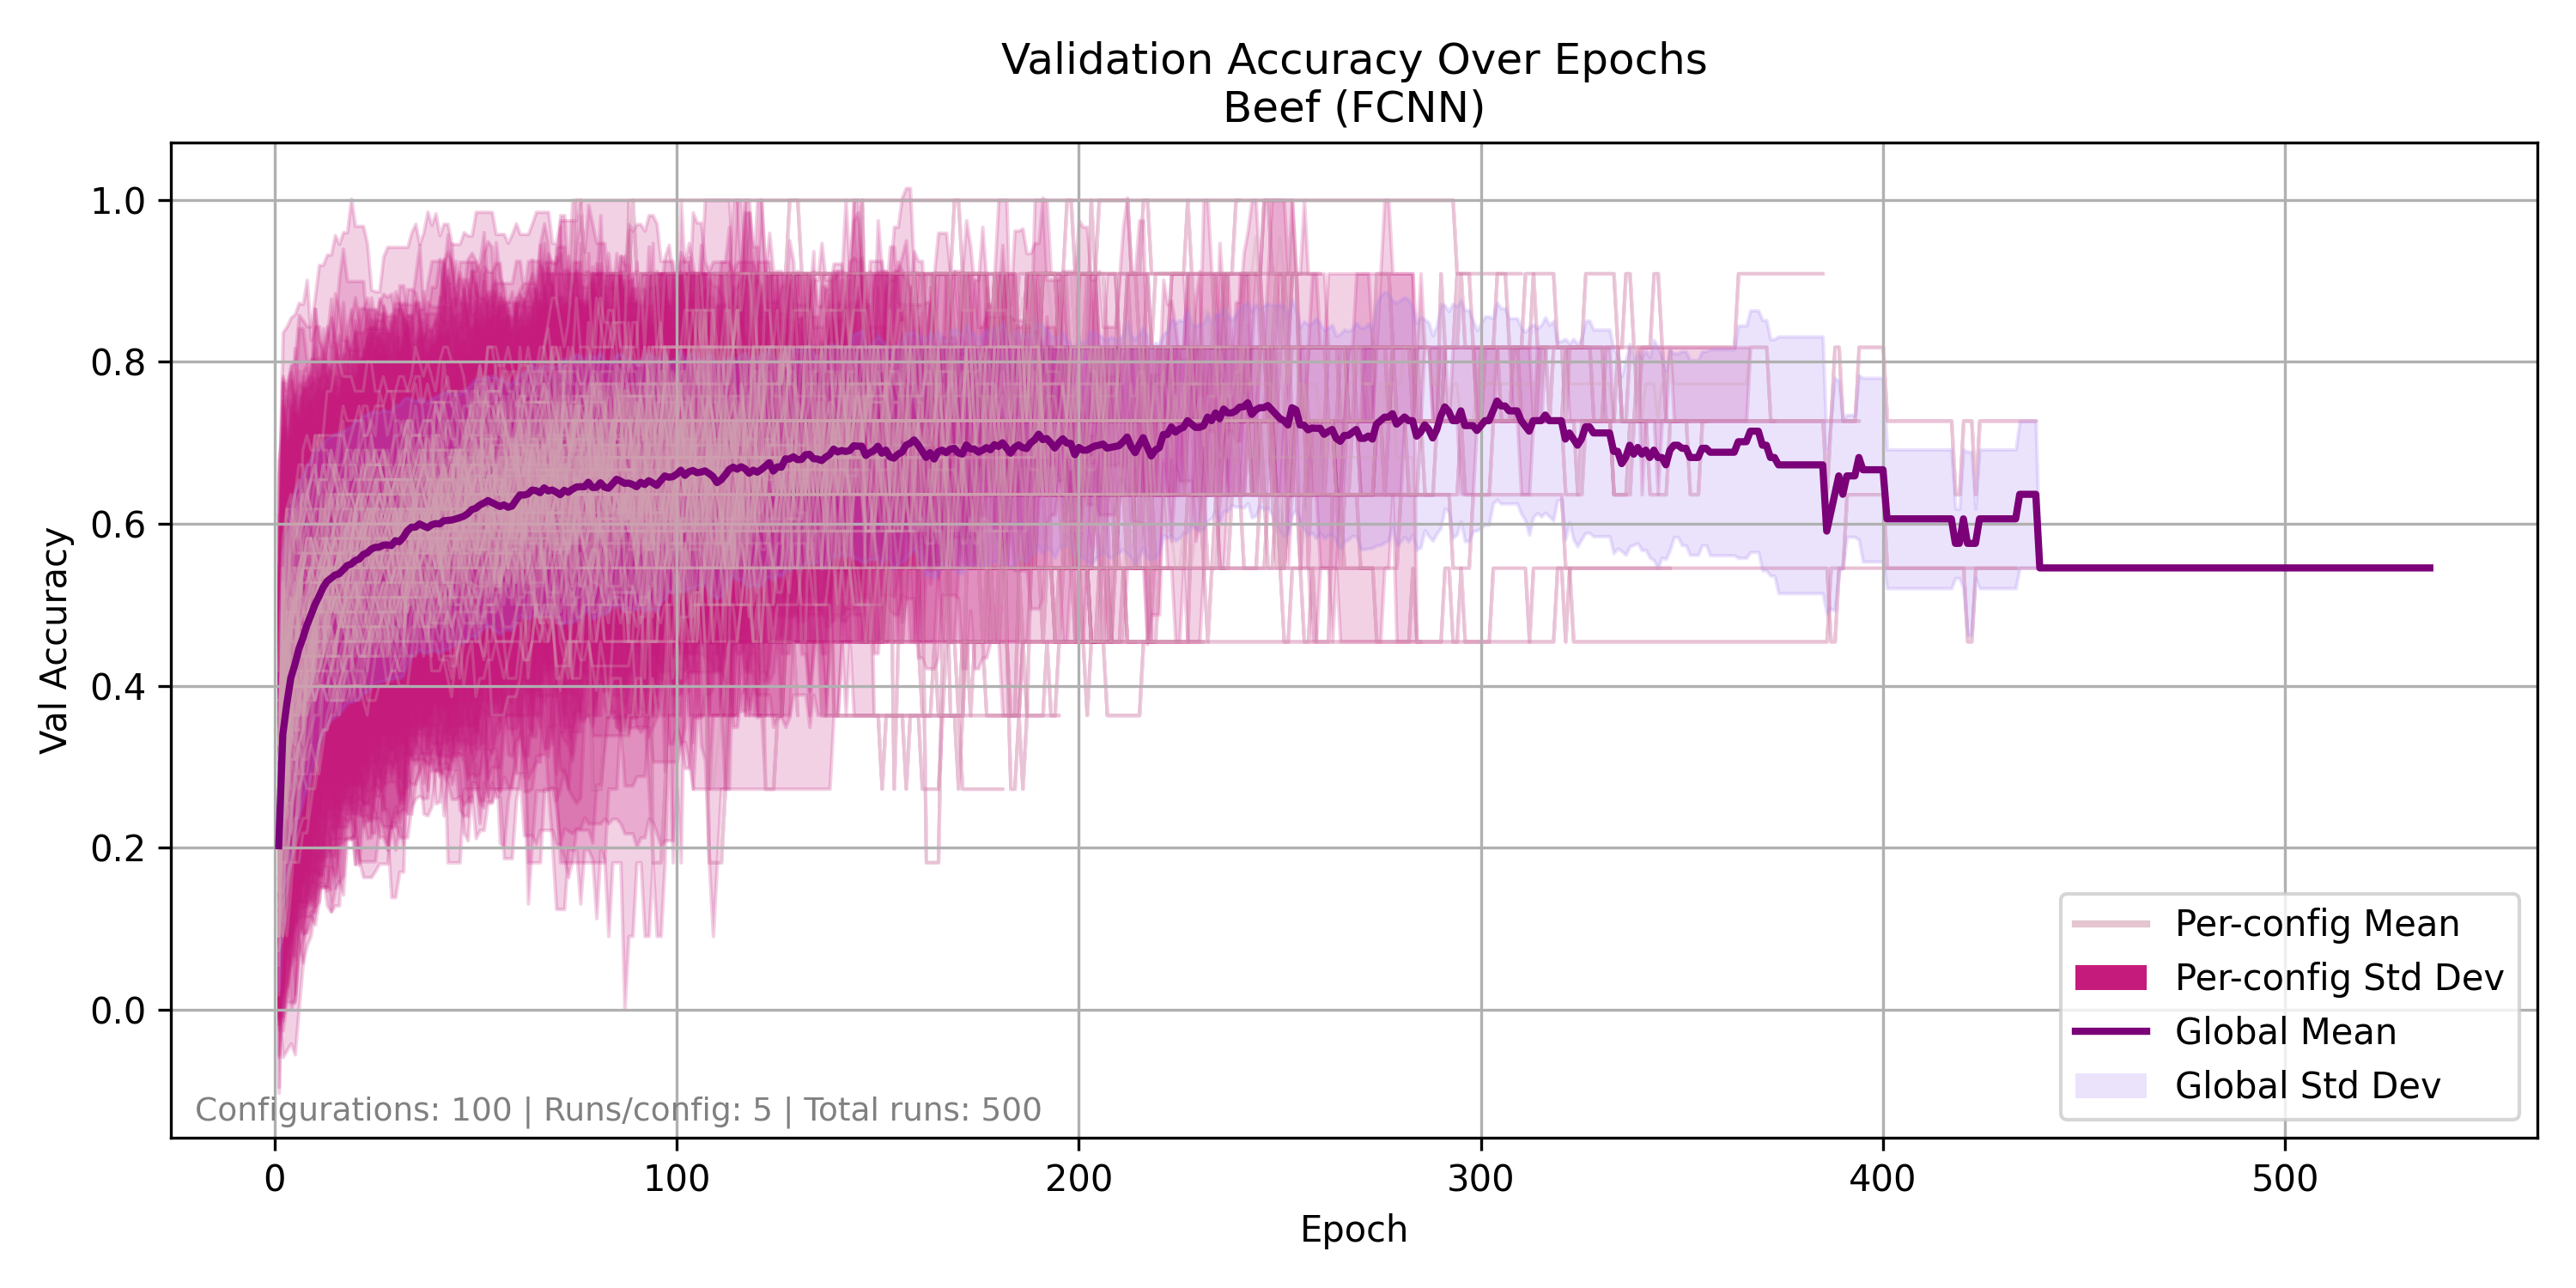 Validation Accuracy Over Epochs
Beef (FCNN)
Val Accuracy
1.0
0.8
0.6
0.4
0.2
0.0
Configurations: 100 | Runs/config: 5 | Total runs: 500
Per-config Mean
Per-config Std Dev
Global Mean
Global Std Dev
0 100 200 300 400 500
Epoch